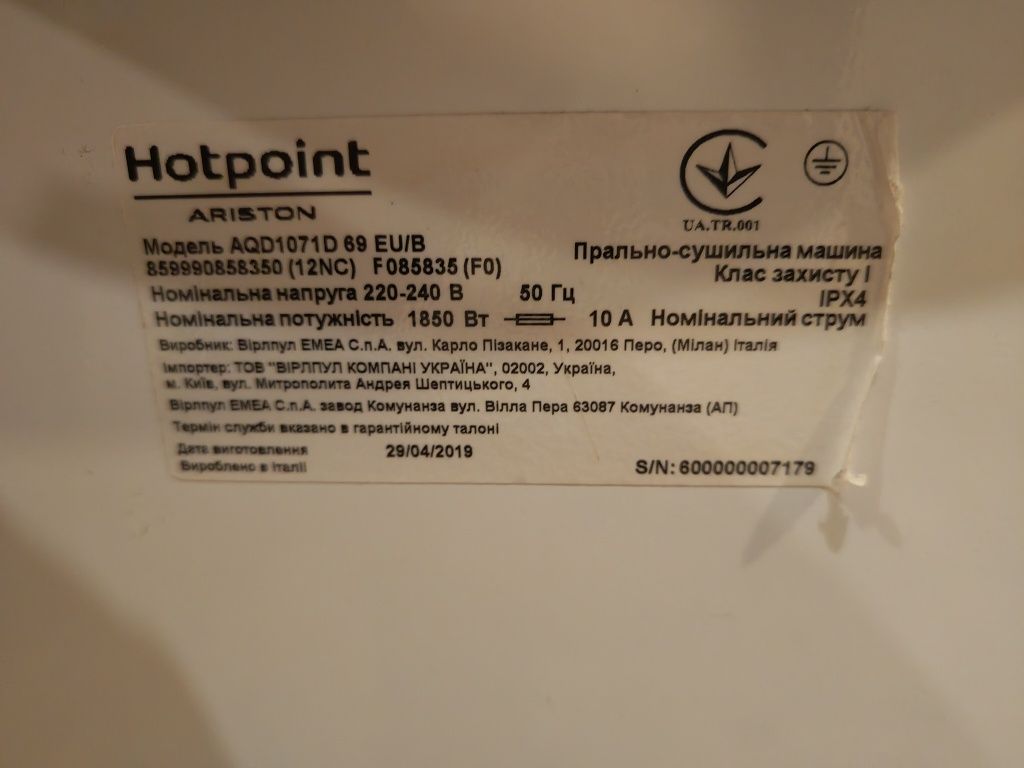 Hotpoint
ARISTON
UA.TR.001
Модель AQD1071D 69 EU/B
Прально-сушильна машина
859990858350 (12NC) F085835 (F0)
Клас захисту I
Номінальна напруга 220-240 В 50 Гц
IPX4
Номінальна потужність 1850 Вт 10 А Номінальний струм
Виробник: Вірлпул EMEA С.п.А. вул. Карло Пізакане, 1, 20016 Перо, (Мілан) Італія
Імпортер: ТОВ "ВІРЛПУЛ КОМПАНІ УКРАЇНА", 02002, Україна,
м. Київ, вул. Митрополита Андрея Шептицького, 4
Вірлпул EMEA С.п.А. завод Комунанза вул. Вілла Пера 63087 Комунанза (АП)
Термін служби вказано в гарантійному талоні
Дата виготовлення 29/04/2019
Вироблено в Італії
S/N: 600000007179